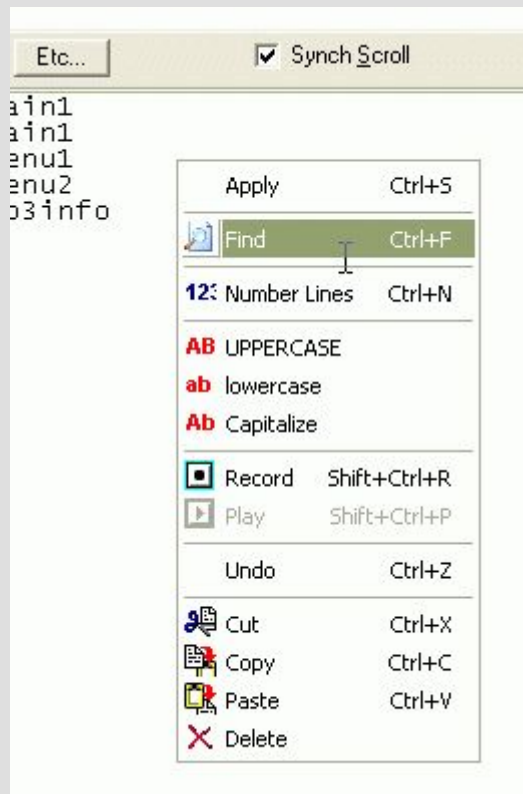 Etc... Synch Scroll
ain1
ain1
enu1
enu2
o3info
Apply Ctrl+S
Find Ctrl+F
123 Number Lines Ctrl+N
AB UPPERCASE
ab lowercase
Ab Capitalize
Record Shift+Ctrl+R
Play Shift+Ctrl+P
Undo Ctrl+Z
Cut Ctrl+X
Copy Ctrl+C
Paste Ctrl+V
Delete